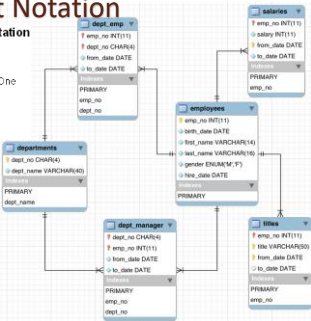 t Notation
tation
One
dept_emp
emp_no INT(11)
dept_no CHAR(4)
from_date DATE
to_date DATE
Indexes
PRIMARY
emp_no
dept_no
salaries
emp_no INT(11)
salary INT(11)
from_date DATE
to_date DATE
Indexes
PRIMARY
emp_no
employees
emp_no INT(11)
birth_date DATE
first_name VARCHAR(14)
last_name VARCHAR(16)
gender ENUM('M','F')
hire_date DATE
Indexes
PRIMARY
departments
dept_no CHAR(4)
dept_name VARCHAR(40)
Indexes
PRIMARY
dept_name
dept_manager
dept_no CHAR(4)
emp_no INT(11)
from_date DATE
to_date DATE
Indexes
PRIMARY
emp_no
dept_no
titles
emp_no INT(11)
title VARCHAR(50)
from_date DATE
to_date DATE
Indexes
PRIMARY
emp_no